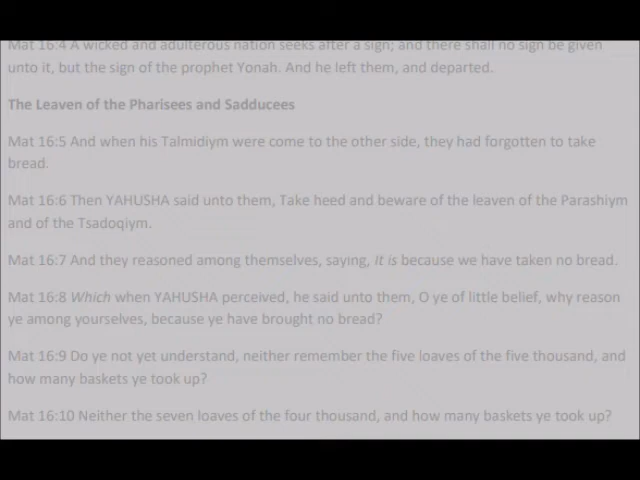 Mat 16:4 A wicked and adulterous nation seeks after a sign; and there shall no sign be given
unto it, but the sign of the prophet Yonah. And he left them, and departed.
The Leaven of the Pharisees and Sadducees
Mat 16:5 And when his Talmidiym were come to the other side, they had forgotten to take
bread.
Mat 16:6 Then YAHUSHA said unto them, Take heed and beware of the leaven of the Parashiym
and of the Tsadoqiym.
Mat 16:7 And they reasoned among themselves, saying, It is because we have taken no bread.
Mat 16:8 Which when YAHUSHA perceived, he said unto them, O ye of little belief, why reason
ye among yourselves, because ye have brought no bread?
Mat 16:9 Do ye not yet understand, neither remember the five loaves of the five thousand, and
how many baskets ye took up?
Mat 16:10 Neither the seven loaves of the four thousand, and how many baskets ye took up?